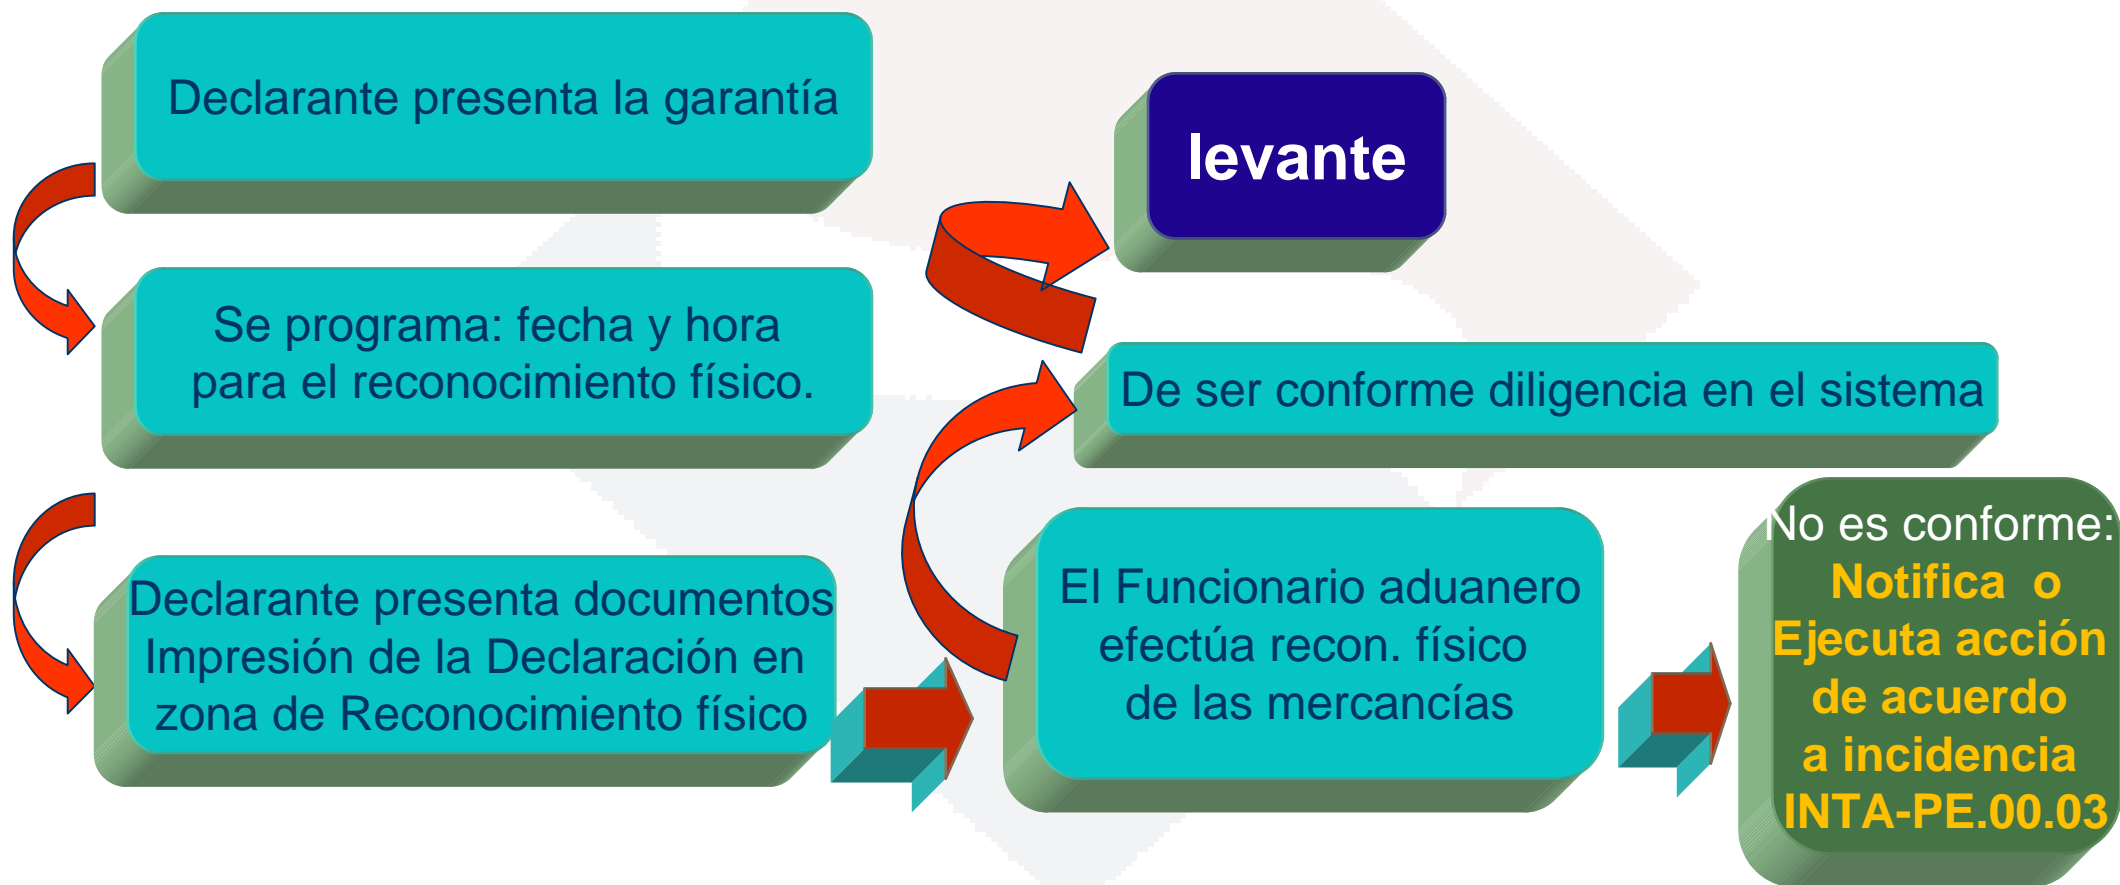 Declarante presenta la garantía
Se programa: fecha y hora
para el reconocimiento físico.
Declarante presenta documentos
Impresión de la Declaración en
zona de Reconocimiento físico
El Funcionario aduanero
efectúa recon. físico
de las mercancías
De ser conforme diligencia en el sistema
levante
No es conforme:
Notifica o
Ejecuta acción
de acuerdo
a incidencia
INTA-PE.00.03